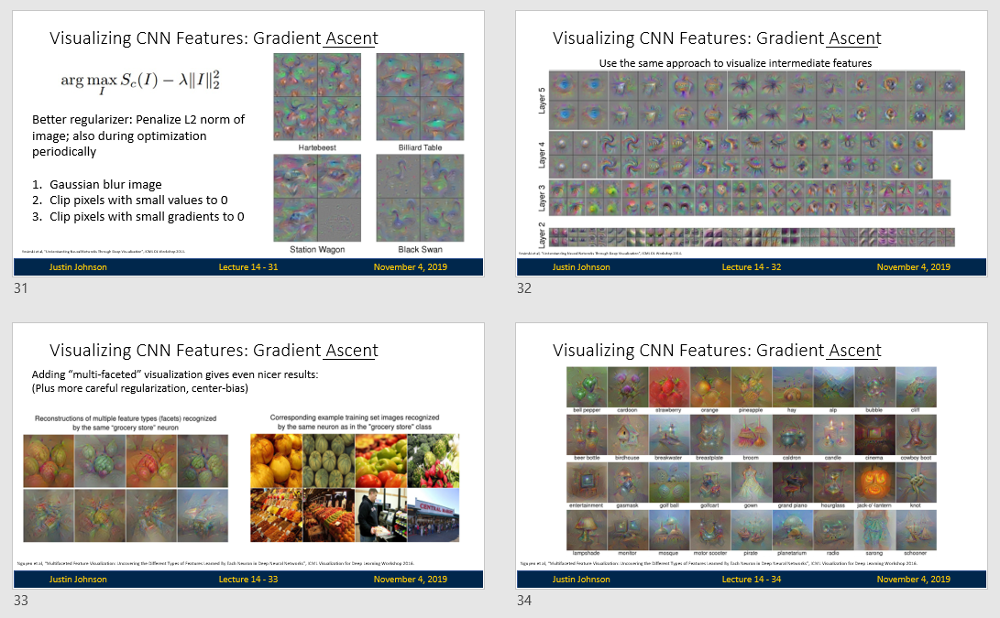 Visualizing CNN Features: Gradient Ascent
arg max S_c(I) − λ‖I‖₂²
I
Better regularizer: Penalize L2 norm of
image; also during optimization
periodically
1. Gaussian blur image
2. Clip pixels with small values to 0
3. Clip pixels with small gradients to 0
Hartebeest
Billiard Table
Station Wagon
Black Swan
Yosinski et al, "Understanding Neural Networks Through Deep Visualization", ICML DL Workshop 2014.
Justin Johnson
Lecture 14 - 31
November 4, 2019
31
Visualizing CNN Features: Gradient Ascent
Use the same approach to visualize intermediate features
Layer 5
Layer 4
Layer 3
Layer 2
Yosinski et al, "Understanding Neural Networks Through Deep Visualization", ICML DL Workshop 2014.
Justin Johnson
Lecture 14 - 32
November 4, 2019
32
Visualizing CNN Features: Gradient Ascent
Adding “multi-faceted” visualization gives even nicer results:
(Plus more careful regularization, center-bias)
Reconstructions of multiple feature types (facets) recognized
by the same "grocery store" neuron
Corresponding example training set images recognized
by the same neuron as in the "grocery store" class
CENTRAL
Nguyen et al, "Multifaceted Feature Visualization: Uncovering the Different Types of Features Learned By Each Neuron in Deep Neural Networks", ICML Visualization for Deep Learning Workshop 2016.
Justin Johnson
Lecture 14 - 33
November 4, 2019
33
Visualizing CNN Features: Gradient Ascent
bell pepper cardoon strawberry orange pineapple hay alp bubble cliff
beer bottle birdhouse breakwater breastplate broom caldron candle cinema cowboy boot
entertainment gasmask golf ball golfcart gown grand piano hourglass jack-o'-lantern knot
lampshade monitor mosque motor scooter pirate planetarium radio sarong schooner
Nguyen et al, "Multifaceted Feature Visualization: Uncovering the Different Types of Features Learned By Each Neuron in Deep Neural Networks", ICML Visualization for Deep Learning Workshop 2016.
Justin Johnson
Lecture 14 - 34
November 4, 2019
34